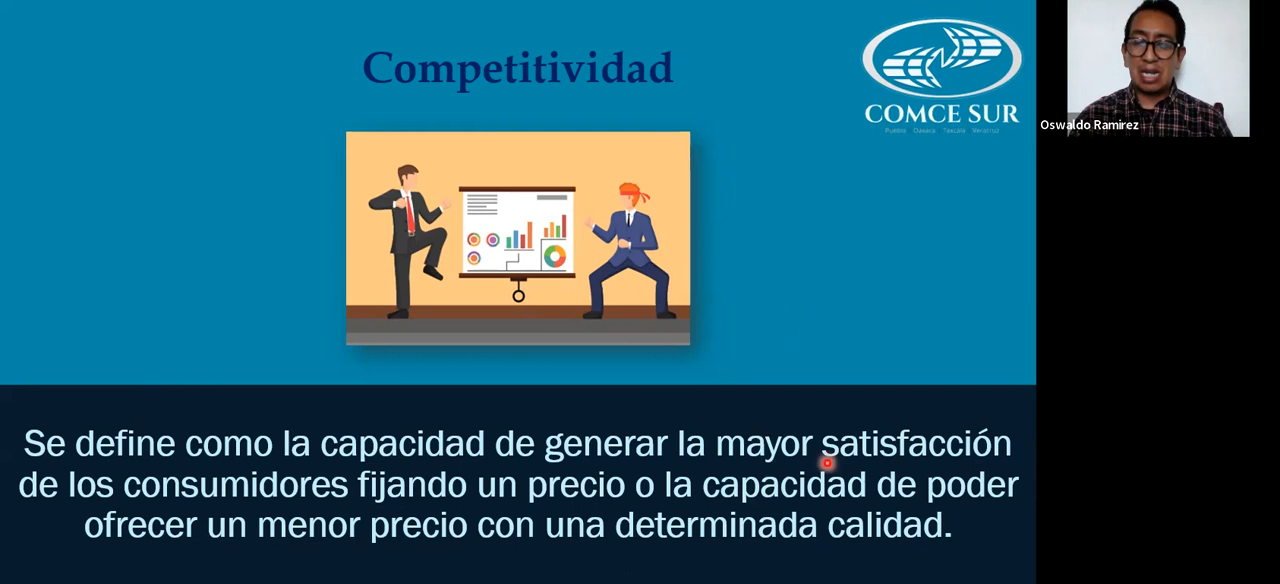 Competitividad
COMCE SUR
Puebla Oaxaca Tlaxcala Veracruz
Oswaldo Ramirez
Se define como la capacidad de generar la mayor satisfacción
de los consumidores fijando un precio o la capacidad de poder
ofrecer un menor precio con una determinada calidad.